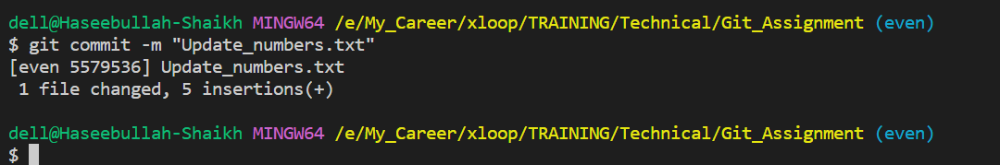 dell@Haseebullah-Shaikh MINGW64 /e/My_Career/xloop/TRAINING/Technical/Git_Assignment (even)
$ git commit -m "Update_numbers.txt"
[even 5579536] Update_numbers.txt
 1 file changed, 5 insertions(+)
dell@Haseebullah-Shaikh MINGW64 /e/My_Career/xloop/TRAINING/Technical/Git_Assignment (even)
$